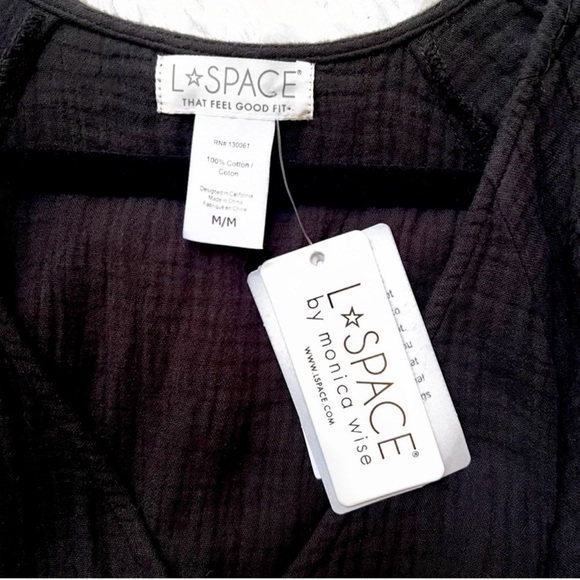 L☆SPACE®
THAT FEEL GOOD FIT+
RN# 130061
100% Cotton /
Coton
Designed in California
Made in China
Fabriqué en Chine
M/M
L☆SPACE®
by monica wise
WWW.LSPACE.COM